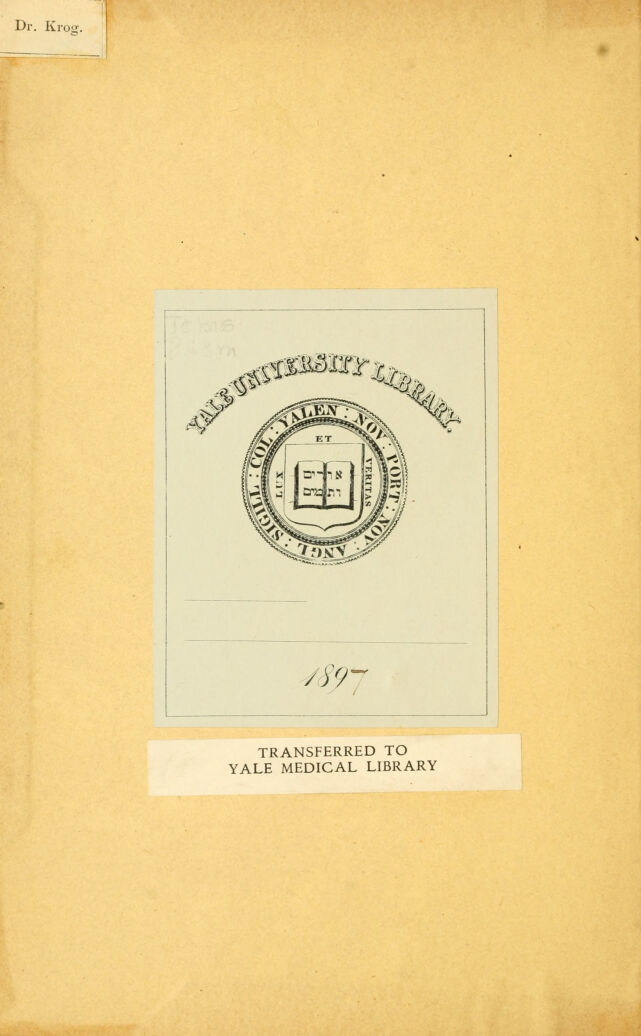 Dr. Krog.
YALE UNIVERSITY LIBRARY.
SIGILL : COL : YALEN : NOV : PORT : NOV : ANGL :
ET
LUX
VERITAS
אורים
ותמים
1897
TRANSFERRED TO
YALE MEDICAL LIBRARY